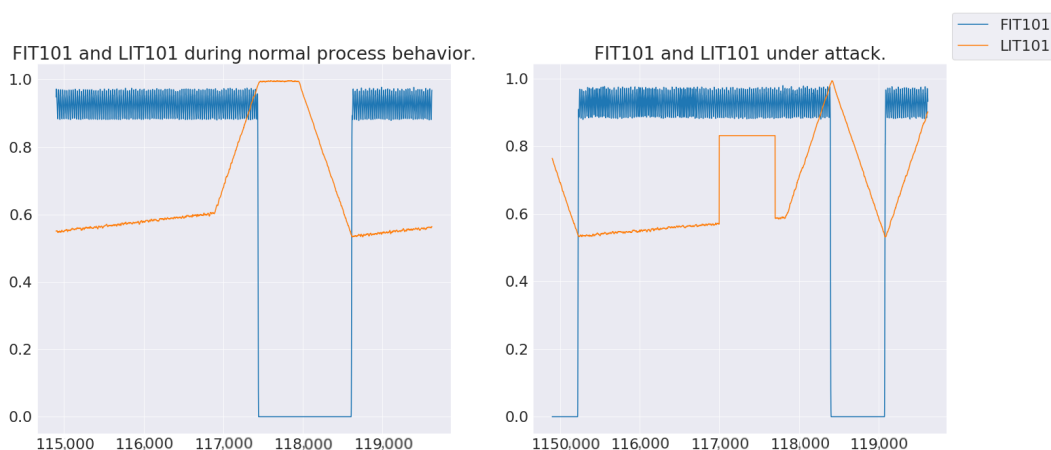 FIT101
LIT101
FIT101 and LIT101 during normal process behavior.
1.0
0.8
0.6
0.4
0.2
0.0
115,000 116,000 117,000 118,000 119,000
FIT101 and LIT101 under attack.
1.0
0.8
0.6
0.4
0.2
0.0
1150,000 116,000 117,000 118,000 119,000